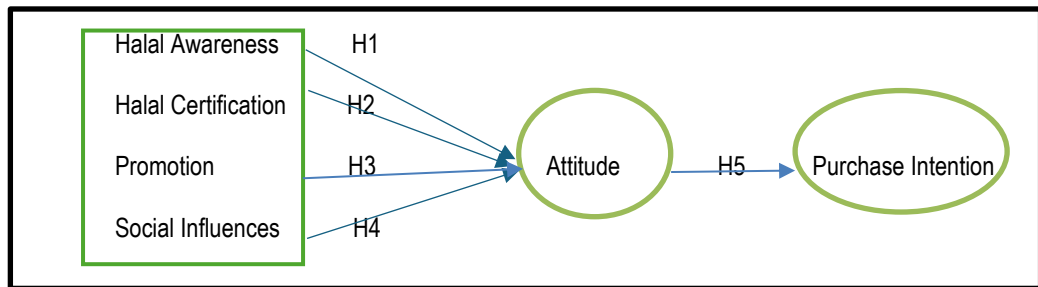 Halal Awareness H1
Halal Certification H2
Promotion H3
Attitude H5 Purchase Intention
Social Influences H4